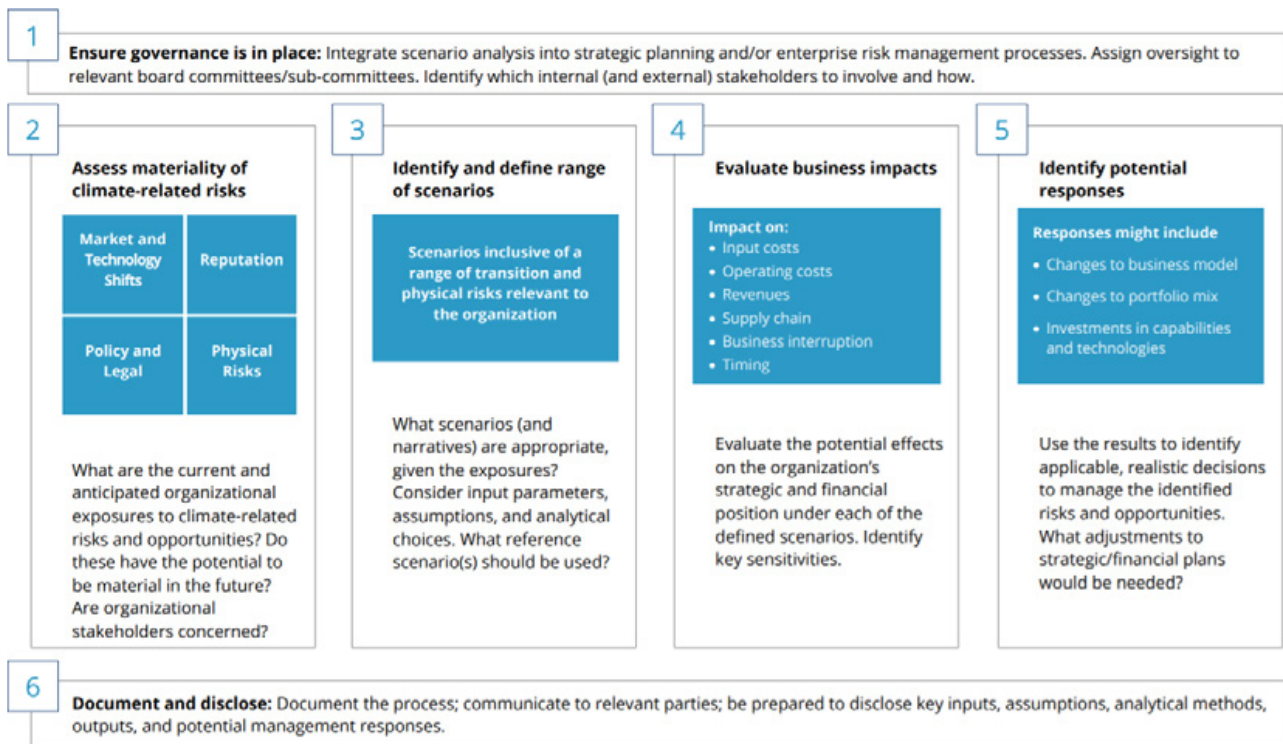 1
Ensure governance is in place: Integrate scenario analysis into strategic planning and/or enterprise risk management processes. Assign oversight to
relevant board committees/sub-committees. Identify which internal (and external) stakeholders to involve and how.
2
Assess materiality of
climate-related risks
Market and
Technology
Shifts
Reputation
Policy and
Legal
Physical
Risks
What are the current and
anticipated organizational
exposures to climate-related
risks and opportunities? Do
these have the potential to
be material in the future?
Are organizational
stakeholders concerned?
3
Identify and define range
of scenarios
Scenarios inclusive of a
range of transition and
physical risks relevant to
the organization
What scenarios (and
narratives) are appropriate,
given the exposures?
Consider input parameters,
assumptions, and analytical
choices. What reference
scenario(s) should be used?
4
Evaluate business impacts
Impact on:
• Input costs
• Operating costs
• Revenues
• Supply chain
• Business interruption
• Timing
Evaluate the potential effects
on the organization's
strategic and financial
position under each of the
defined scenarios. Identify
key sensitivities.
5
Identify potential
responses
Responses might include
• Changes to business model
• Changes to portfolio mix
• Investments in capabilities
and technologies
Use the results to identify
applicable, realistic decisions
to manage the identified
risks and opportunities.
What adjustments to
strategic/financial plans
would be needed?
6
Document and disclose: Document the process; communicate to relevant parties; be prepared to disclose key inputs, assumptions, analytical methods,
outputs, and potential management responses.